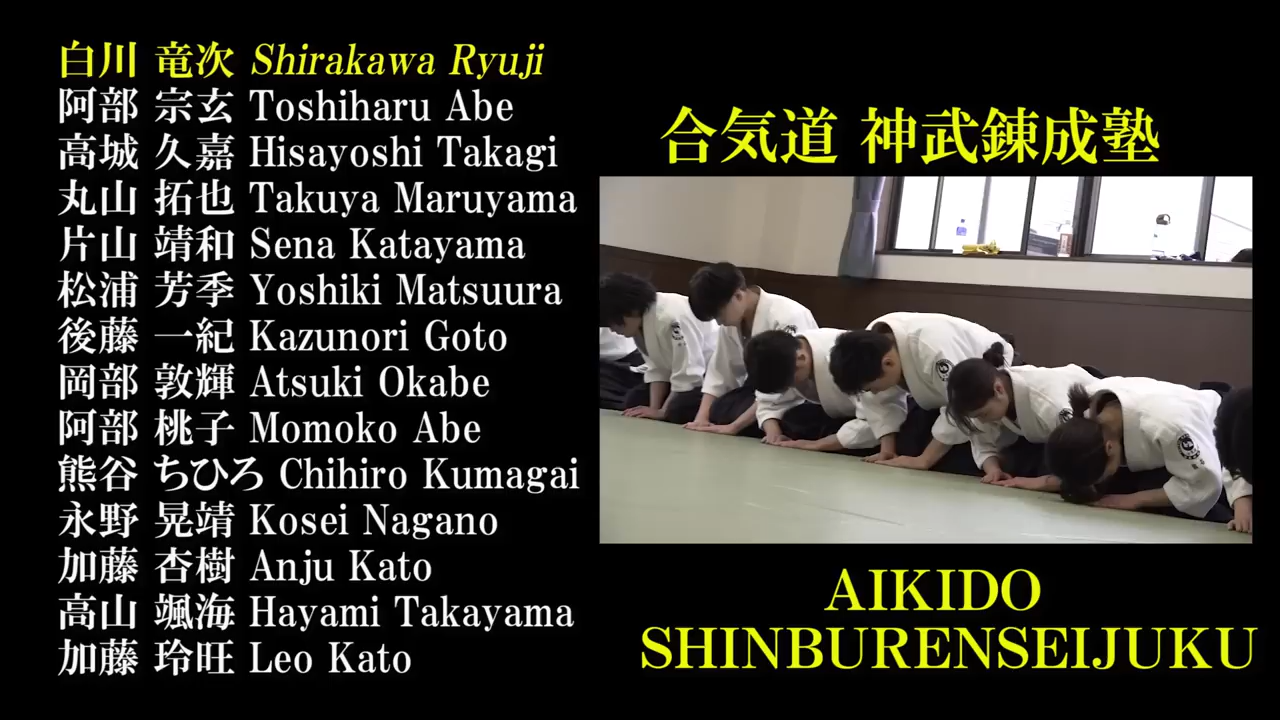 白川 竜次 Shirakawa Ryuji
阿部 宗玄 Toshiharu Abe
高城 久嘉 Hisayoshi Takagi
丸山 拓也 Takuya Maruyama
片山 靖和 Sena Katayama
松浦 芳季 Yoshiki Matsuura
後藤 一紀 Kazunori Goto
岡部 敦輝 Atsuki Okabe
阿部 桃子 Momoko Abe
熊谷 ちひろ Chihiro Kumagai
永野 晃靖 Kosei Nagano
加藤 杏樹 Anju Kato
高山 颯海 Hayami Takayama
加藤 玲旺 Leo Kato
合気道 神武錬成塾
AIKIDO
SHINBURENSEIJUKU